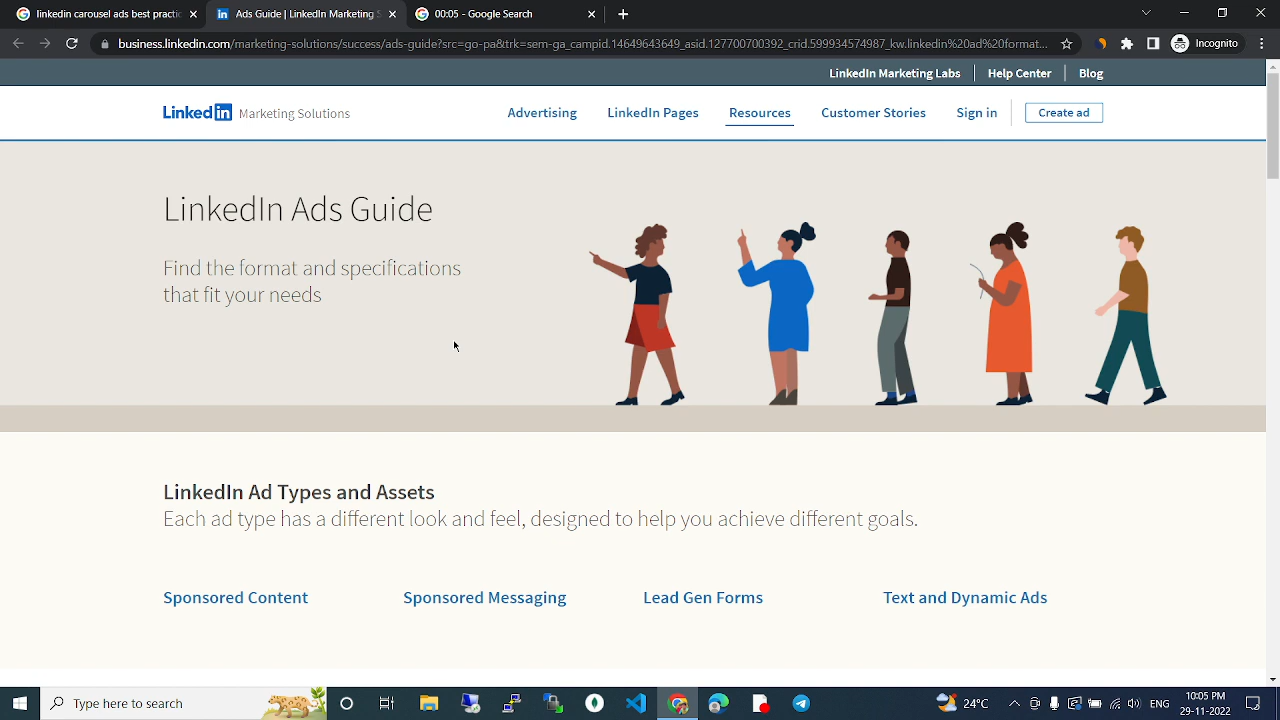 linkedin carousel ads best practic
Ads Guide | LinkedIn Marketing S
00:05 - Google Search
business.linkedin.com/marketing-solutions/success/ads-guide?src=go-pa&trk=sem-ga_campid.14649643649_asid.127700700392_crid.599934574987_kw.linkedin%20ad%20format...
Incognito
LinkedIn Marketing Labs
Help Center
Blog
LinkedIn Marketing Solutions
Advertising
LinkedIn Pages
Resources
Customer Stories
Sign in
Create ad
LinkedIn Ads Guide
Find the format and specifications
that fit your needs
LinkedIn Ad Types and Assets
Each ad type has a different look and feel, designed to help you achieve different goals.
Sponsored Content
Sponsored Messaging
Lead Gen Forms
Text and Dynamic Ads
Type here to search
24°C
ENG
10:05 PM
29-11-2022